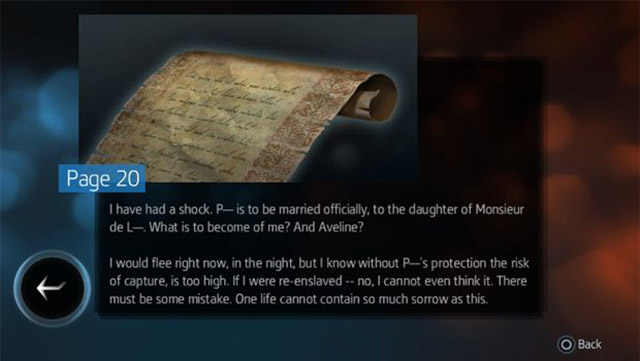 Page 20
I have had a shock. P— is to be married officially, to the daughter of Monsieur
de L—. What is to become of me? And Aveline?
I would flee right now, in the night, but I know without P—'s protection the risk
of capture, is too high. If I were re-enslaved -- no, I cannot even think it. There
must be some mistake. One life cannot contain so much sorrow as this.
Back